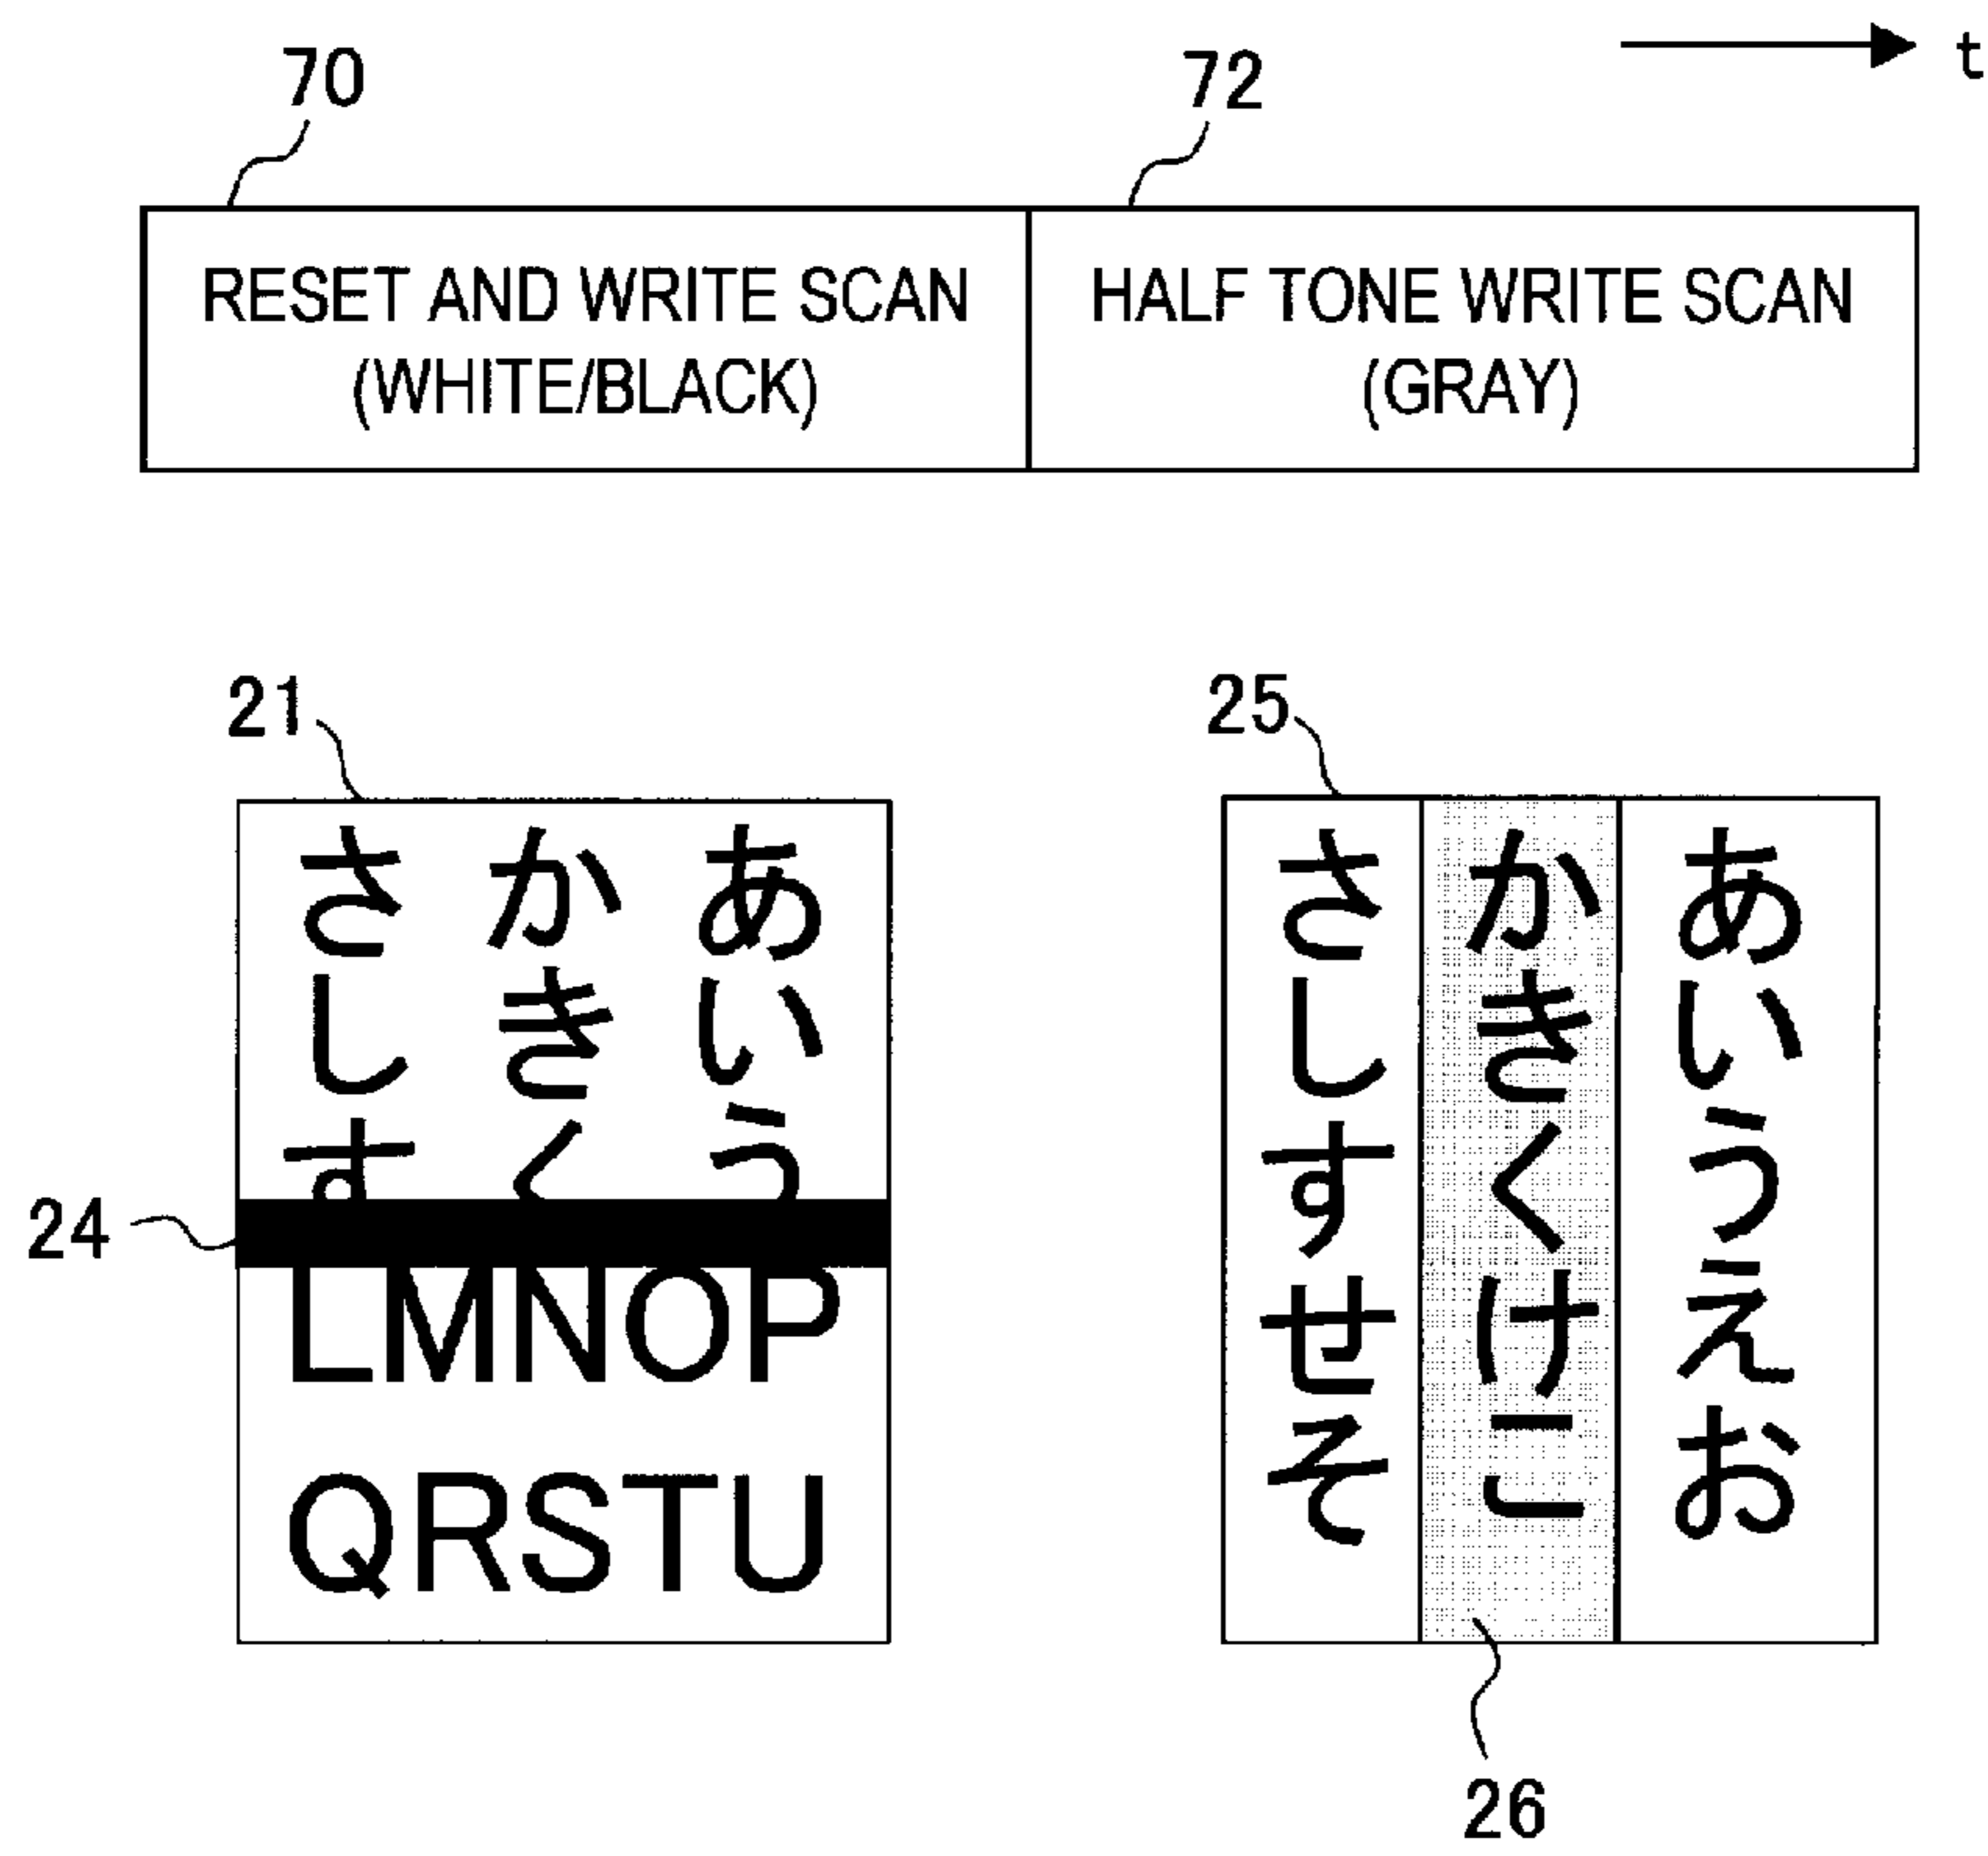 t
70
72
RESET AND WRITE SCAN
(WHITE/BLACK)
HALF TONE WRITE SCAN
(GRAY)
21
あいう
かきく
さしす
24
LMNOP
QRSTU
25
あいうえお
かきくけこ
さしすせそ
26